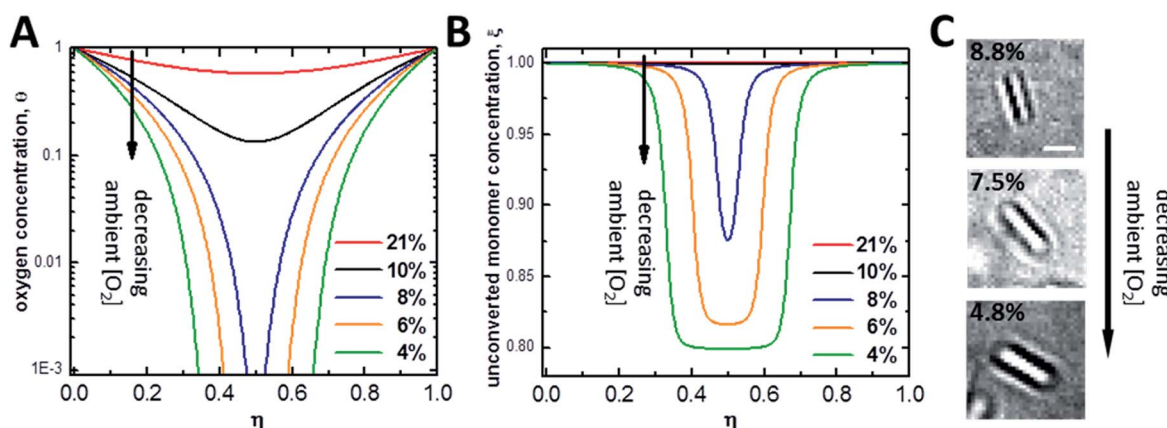 A
oxygen concentration, θ
1
0.1
0.01
1E-3
decreasing
ambient [O₂]
21%
10%
8%
6%
4%
0.0 0.2 0.4 0.6 0.8 1.0
η
B
unconverted monomer concentration, ξ
1.00
0.95
0.90
0.85
0.80
decreasing
ambient [O₂]
21%
10%
8%
6%
4%
0.0 0.2 0.4 0.6 0.8 1.0
η
C
8.8%
7.5%
4.8%
decreasing
ambient [O₂]